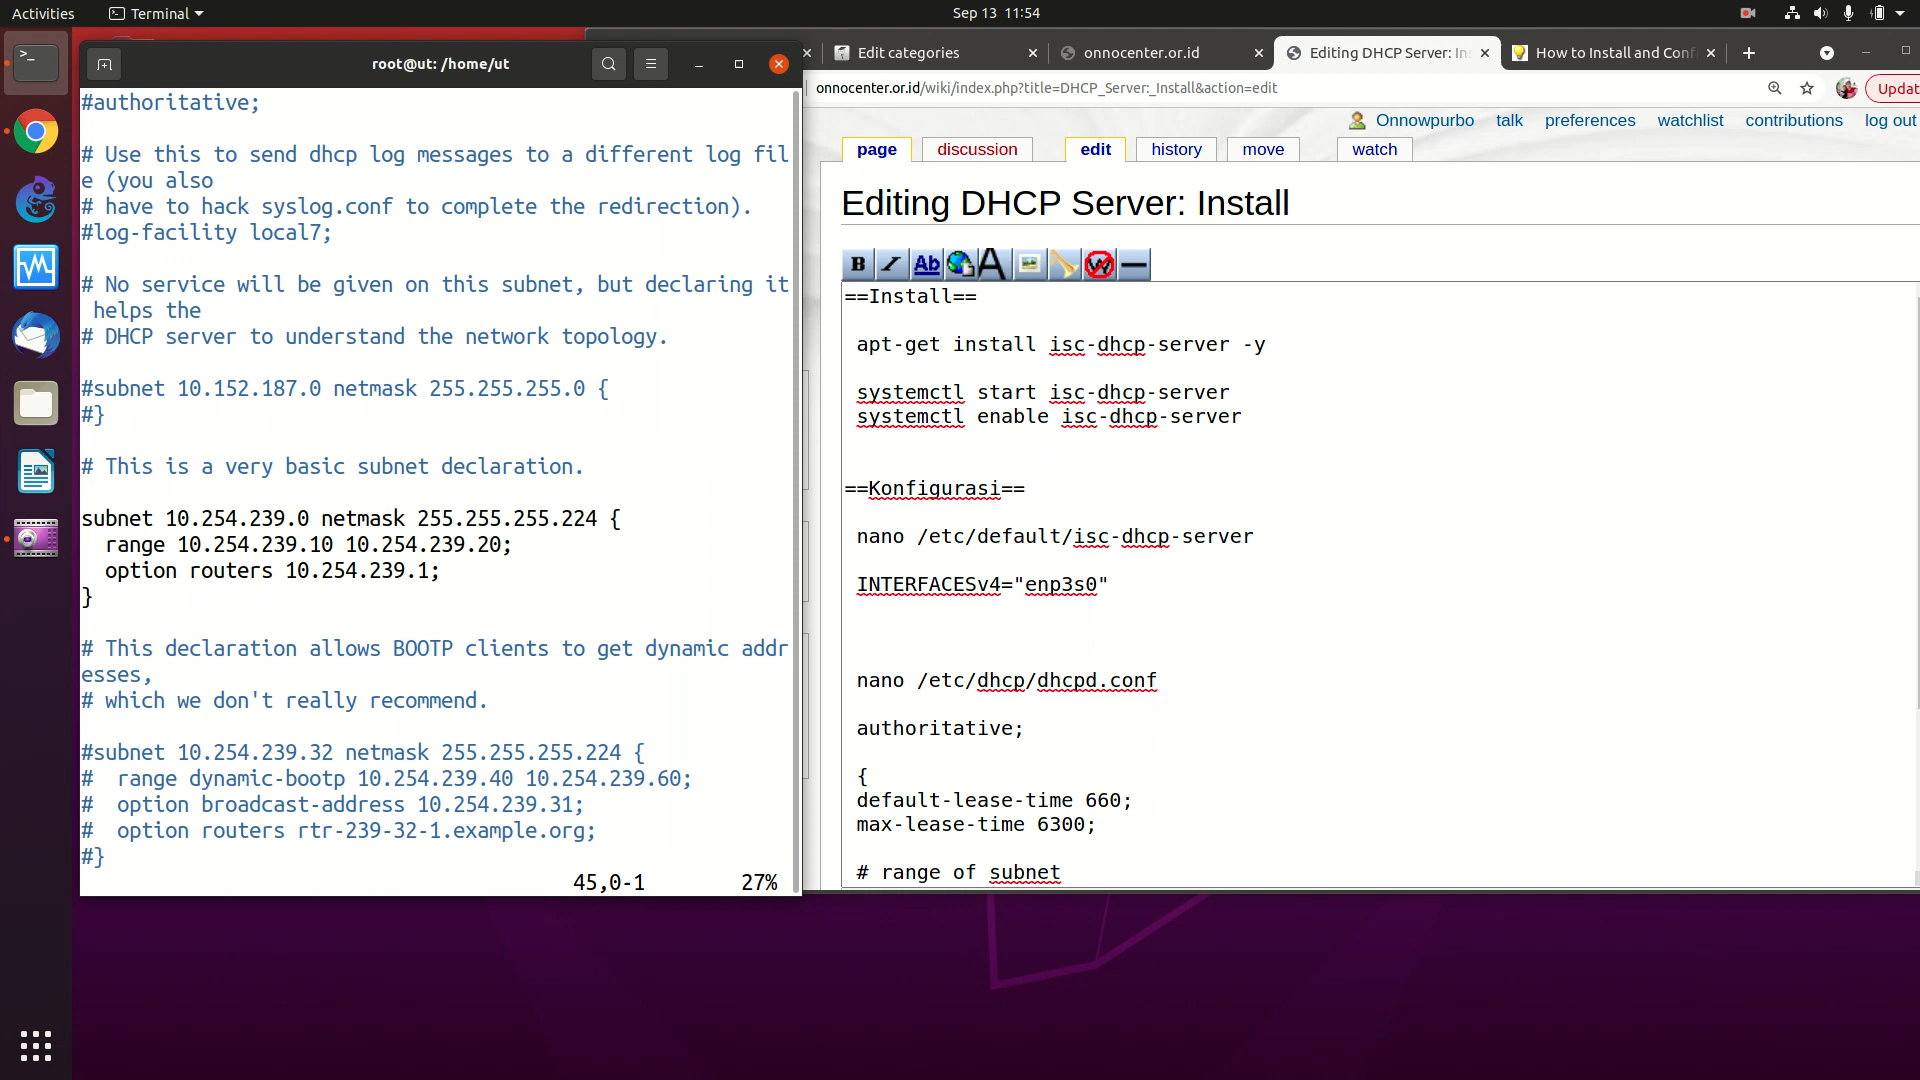 Activities
Terminal
Sep 13 11:54
root@ut: /home/ut
#authoritative;
# Use this to send dhcp log messages to a different log fil
e (you also
# have to hack syslog.conf to complete the redirection).
#log-facility local7;
# No service will be given on this subnet, but declaring it
helps the
# DHCP server to understand the network topology.
#subnet 10.152.187.0 netmask 255.255.255.0 {
#}
# This is a very basic subnet declaration.
subnet 10.254.239.0 netmask 255.255.255.224 {
range 10.254.239.10 10.254.239.20;
option routers 10.254.239.1;
}
# This declaration allows BOOTP clients to get dynamic addr
esses,
# which we don't really recommend.
#subnet 10.254.239.32 netmask 255.255.255.224 {
#  range dynamic-bootp 10.254.239.40 10.254.239.60;
#  option broadcast-address 10.254.239.31;
#  option routers rtr-239-32-1.example.org;
#}
45,0-1 27%
Edit categories
onnocenter.or.id
Editing DHCP Server: Ins
How to Install and Conf
onnocenter.or.id/wiki/index.php?title=DHCP_Server:_Install&action=edit
Updat
Onnowpurbo talk preferences watchlist contributions log out
page discussion edit history move watch
Editing DHCP Server: Install
B I Ab A W
==Install==
apt-get install isc-dhcp-server -y
systemctl start isc-dhcp-server
systemctl enable isc-dhcp-server
==Konfigurasi==
nano /etc/default/isc-dhcp-server
INTERFACESv4="enp3s0"
nano /etc/dhcp/dhcpd.conf
authoritative;
{
default-lease-time 660;
max-lease-time 6300;
# range of subnet